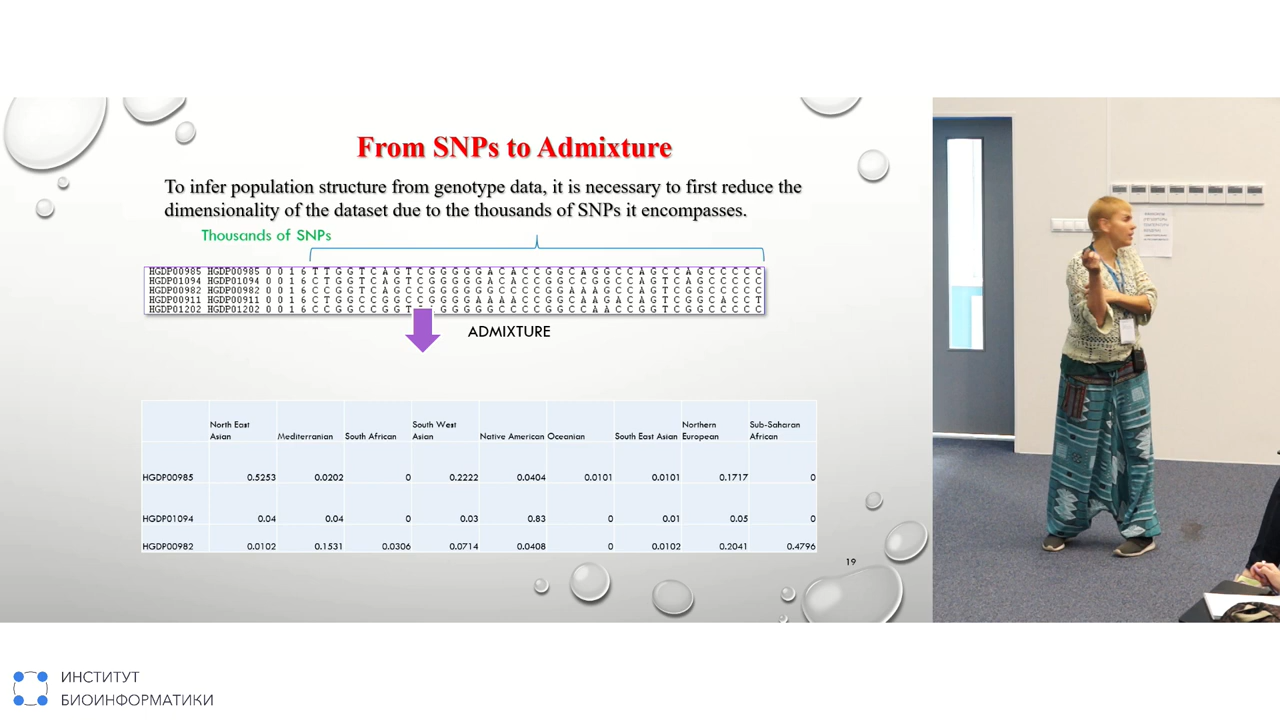 From SNPs to Admixture
To infer population structure from genotype data, it is necessary to first reduce the
dimensionality of the dataset due to the thousands of SNPs it encompasses.
Thousands of SNPs
HGDP00985 HGDP00985 0 0 1 6 T T G G T C A G T C G G G G G A C A C C G G C A G G C C A G C C A G C C C C C
HGDP01094 HGDP01094 0 0 1 6 C T G G T C A G T C G G G G G A C A C C G G C C G G C C A G T C A G C C C C C
HGDP00982 HGDP00982 0 0 1 6 C C G G T C A G C C G G G G G A C A C C G G C A A G C C A G T C G G C C C C C
HGDP00911 HGDP00911 0 0 1 6 C T G G C C G G C C G G G G A A A A C C G G C A A G A C A G T C G G C A C C T
HGDP01202 HGDP01202 0 0 1 6 C C G G C C G G T C G G G G G C C C C G G C C A A C C G G T C G G C C C C
ADMIXTURE
North East Asian Mediterranian South African South West Asian Native American Oceanian South East Asian Northern European Sub-Saharan African
HGDP00985 0.5253 0.0202 0 0.2222 0.0404 0.0101 0.0101 0.1717 0
HGDP01094 0.04 0.04 0 0.03 0.83 0 0.01 0.05 0
HGDP00982 0.0102 0.1531 0.0306 0.0714 0.0408 0 0.0102 0.2041 0.4796
19
ИНСТИТУТ
БИОИНФОРМАТИКИ